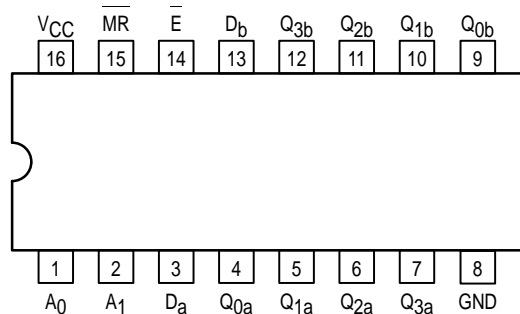 VCC MR E Db Q3b Q2b Q1b Q0b
16 15 14 13 12 11 10 9
1 2 3 4 5 6 7 8
A0 A1 Da Q0a Q1a Q2a Q3a GND